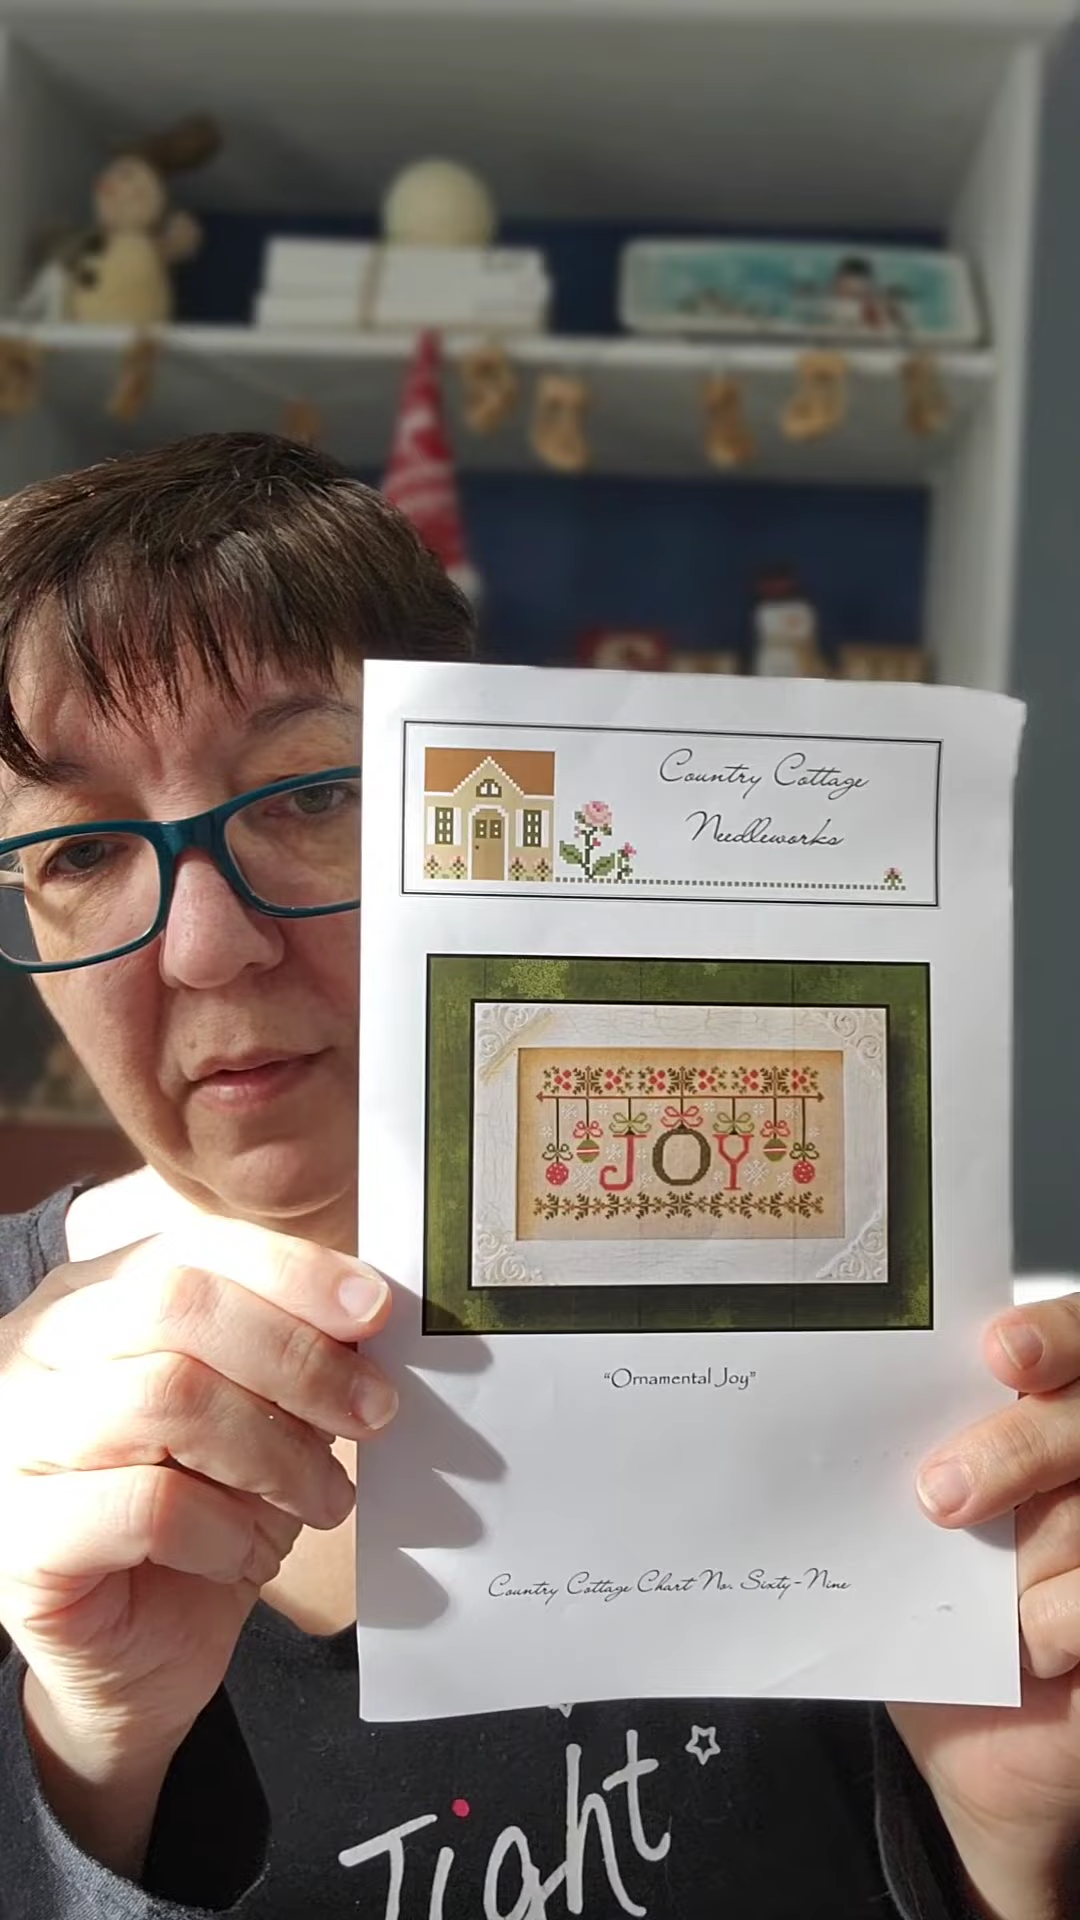 Country Cottage
Needleworks
JOY
"Ornamental Joy"
Country Cottage Chart No. Sixty-Nine
Tight